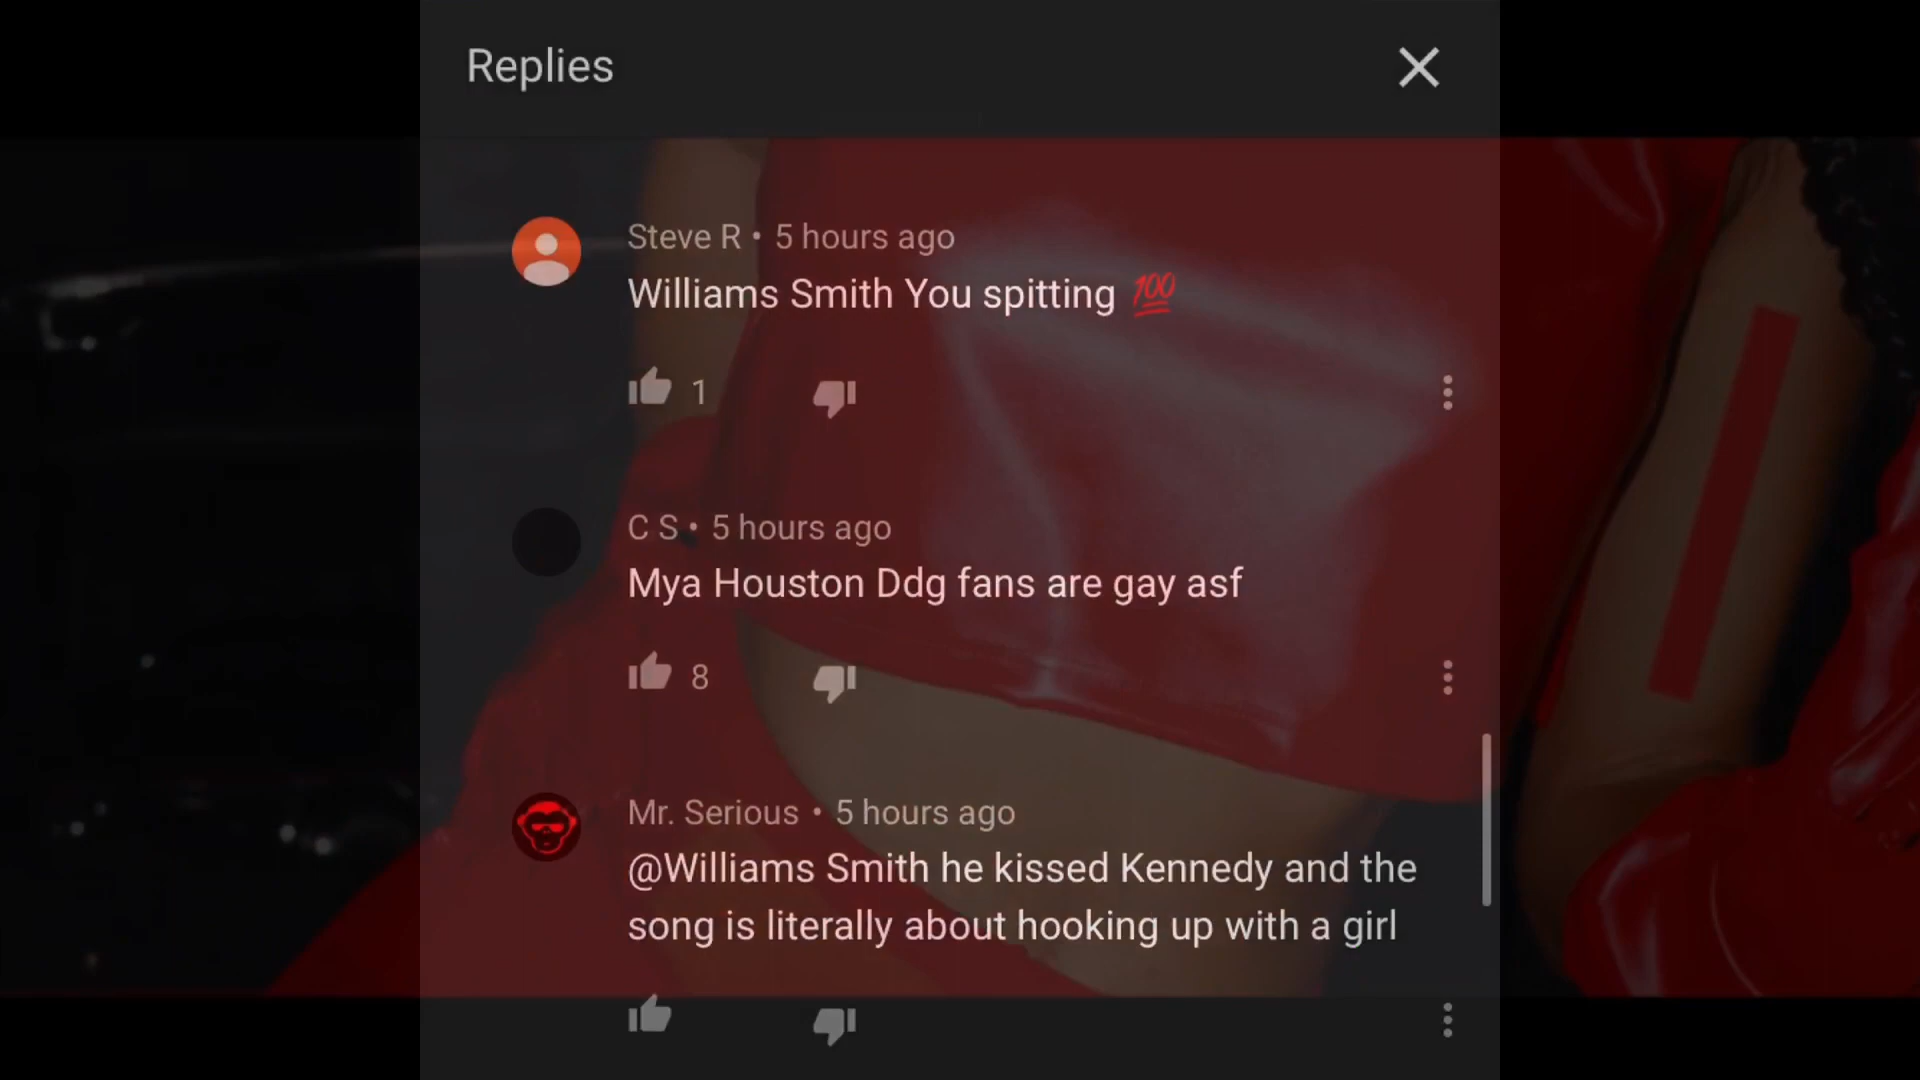 Replies
Steve R • 5 hours ago
Williams Smith You spitting 💯
1
C S • 5 hours ago
Mya Houston Ddg fans are gay asf
8
Mr. Serious • 5 hours ago
@Williams Smith he kissed Kennedy and the
song is literally about hooking up with a girl